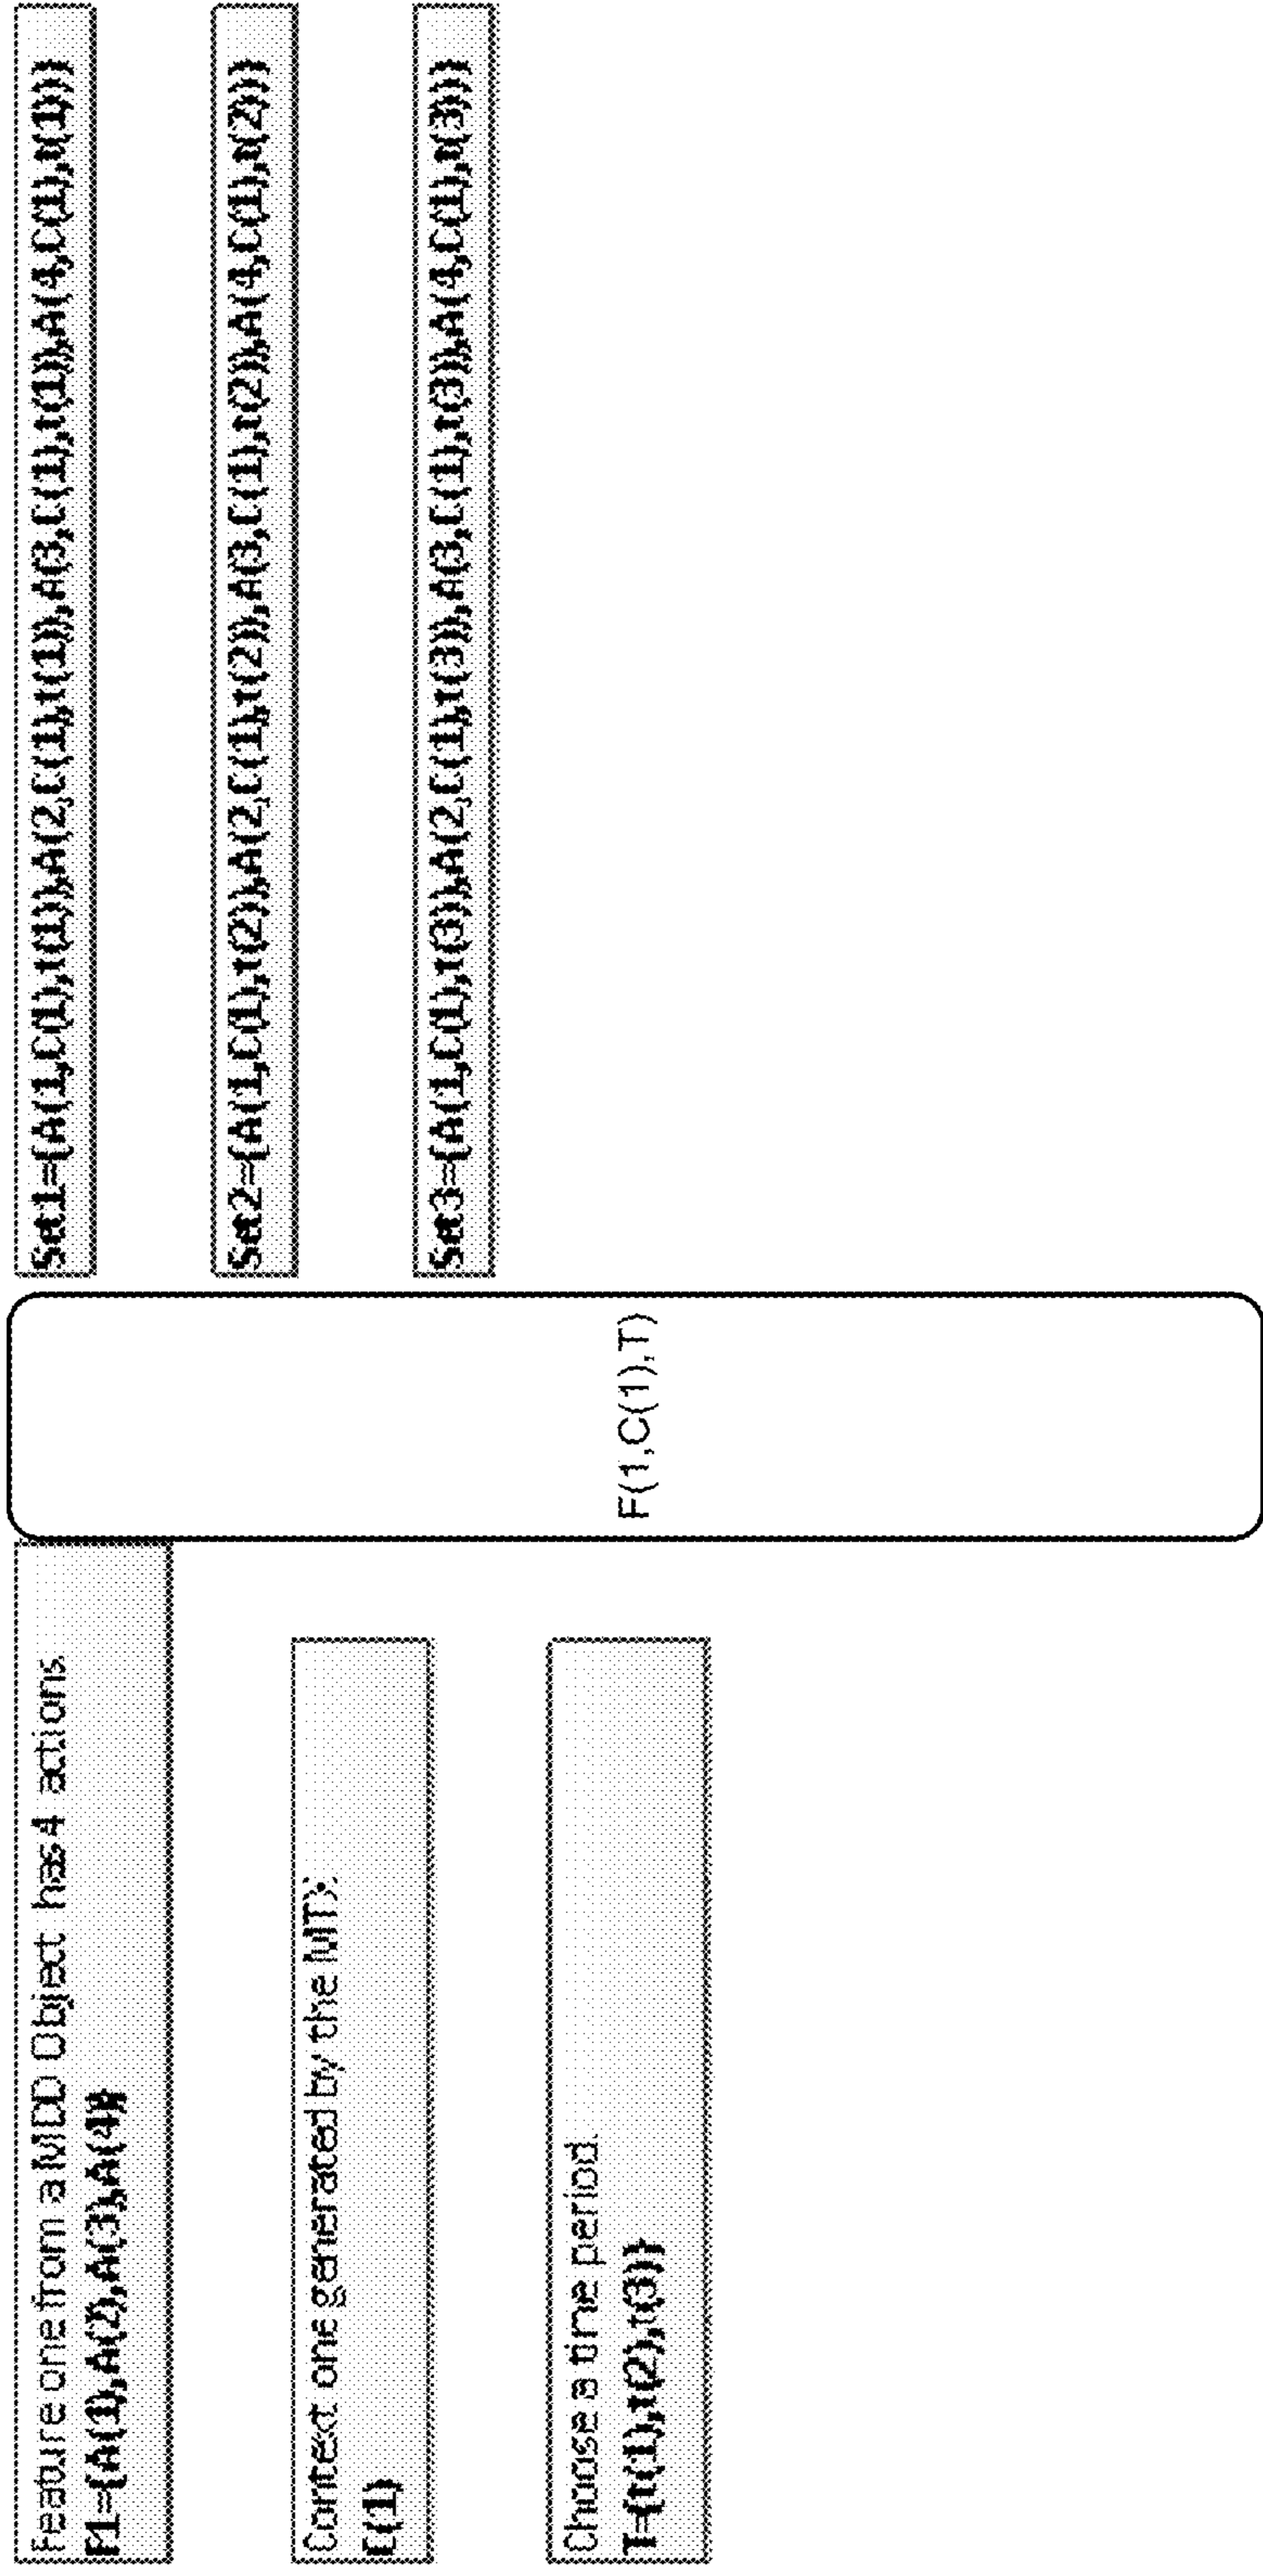 Feature one from a MDD Object has 4 actions.
F1={A(1),A(2),A(3),A(4)}
Context one generated by the MTX:
C(1)
Choose a time period.
T={t(1),t(2),t(3)}
F(1,C(1),T)
Set1={A(1,C(1),t(1)),A(2,C(1),t(1)),A(3,C(1),t(1)),A(4,C(1),t(1))}
Set2={A(1,C(1),t(2)),A(2,C(1),t(2)),A(3,C(1),t(2)),A(4,C(1),t(2))}
Set3={A(1,C(1),t(3)),A(2,C(1),t(3)),A(3,C(1),t(3)),A(4,C(1),t(3))}